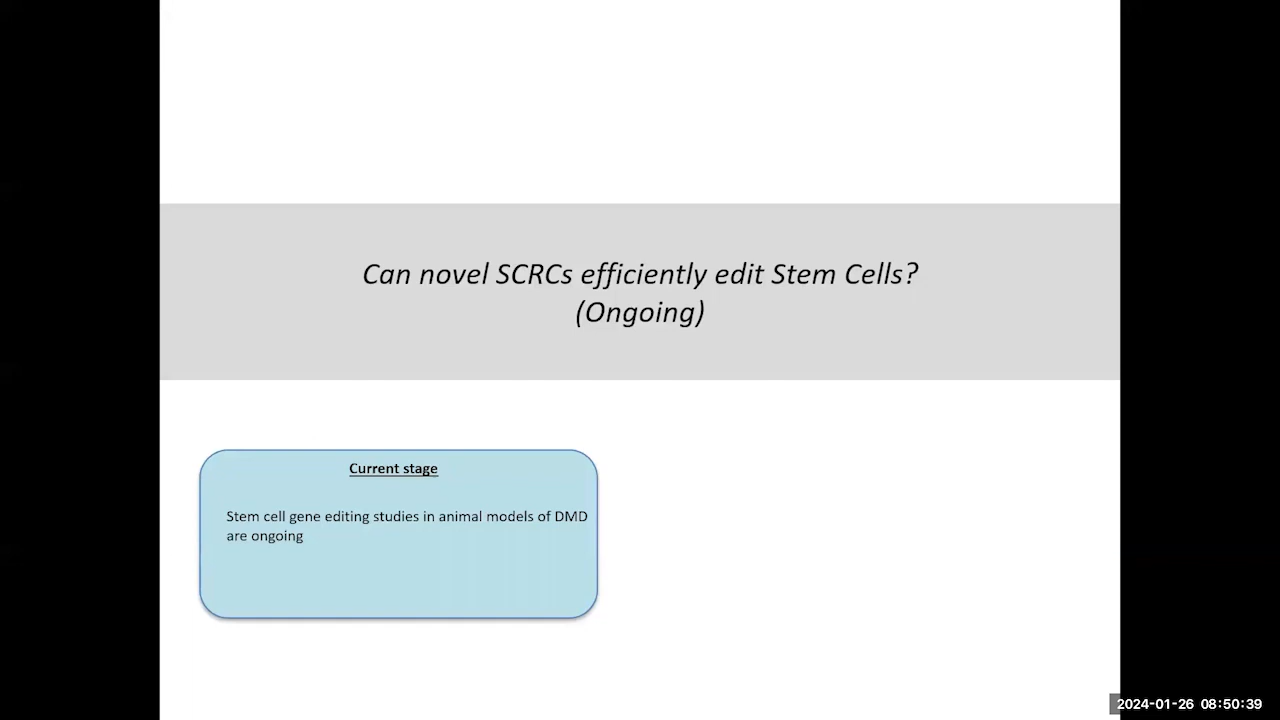 Can novel SCRCs efficiently edit Stem Cells?
(Ongoing)
Current stage
Stem cell gene editing studies in animal models of DMD
are ongoing
2024-01-26 08:50:39